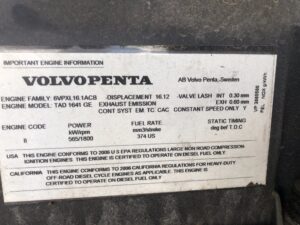 IMPORTANT ENGINE INFORMATION
VOLVO PENTA AB Volvo Penta, Sweden
ENGINE FAMILY: 6VPXL16.1ACB -DISPLACEMENT 16.12 -VALVE LASH INT 0.30 mm
ENGINE MODEL: TAD 1641 GE EXHAUST EMISSION EXH 0.60 mm
CONT SYST EM. TC CAC CONSTANT SPEED ONLY Y
ENGINE CODE POWER FUEL RATE: STATIC TIMING
kW/rpm mm3/stroke deg°T.D.C
8 565/1800 374 US
USA THIS ENGINE CONFORMS TO 2006 U S EPA REGULATIONS LARGE NON ROAD COMPRESSION
IGNITION ENGINES THIS ENGINE IS CERTIFIED TO OPERATE ON DIESEL FUEL ONLY
CALIFORNIA THIS ENGINE CONFORMS TO 2006 CALIFORNIA REGULATIONS FOR HEAVY-DUTY
OFF-ROAD DIESEL CYCLE ENGINES AS APPLICABLE. THIS ENGINE IS
CERTIFIED TO OPERATE ON DIESEL FUEL ONLY